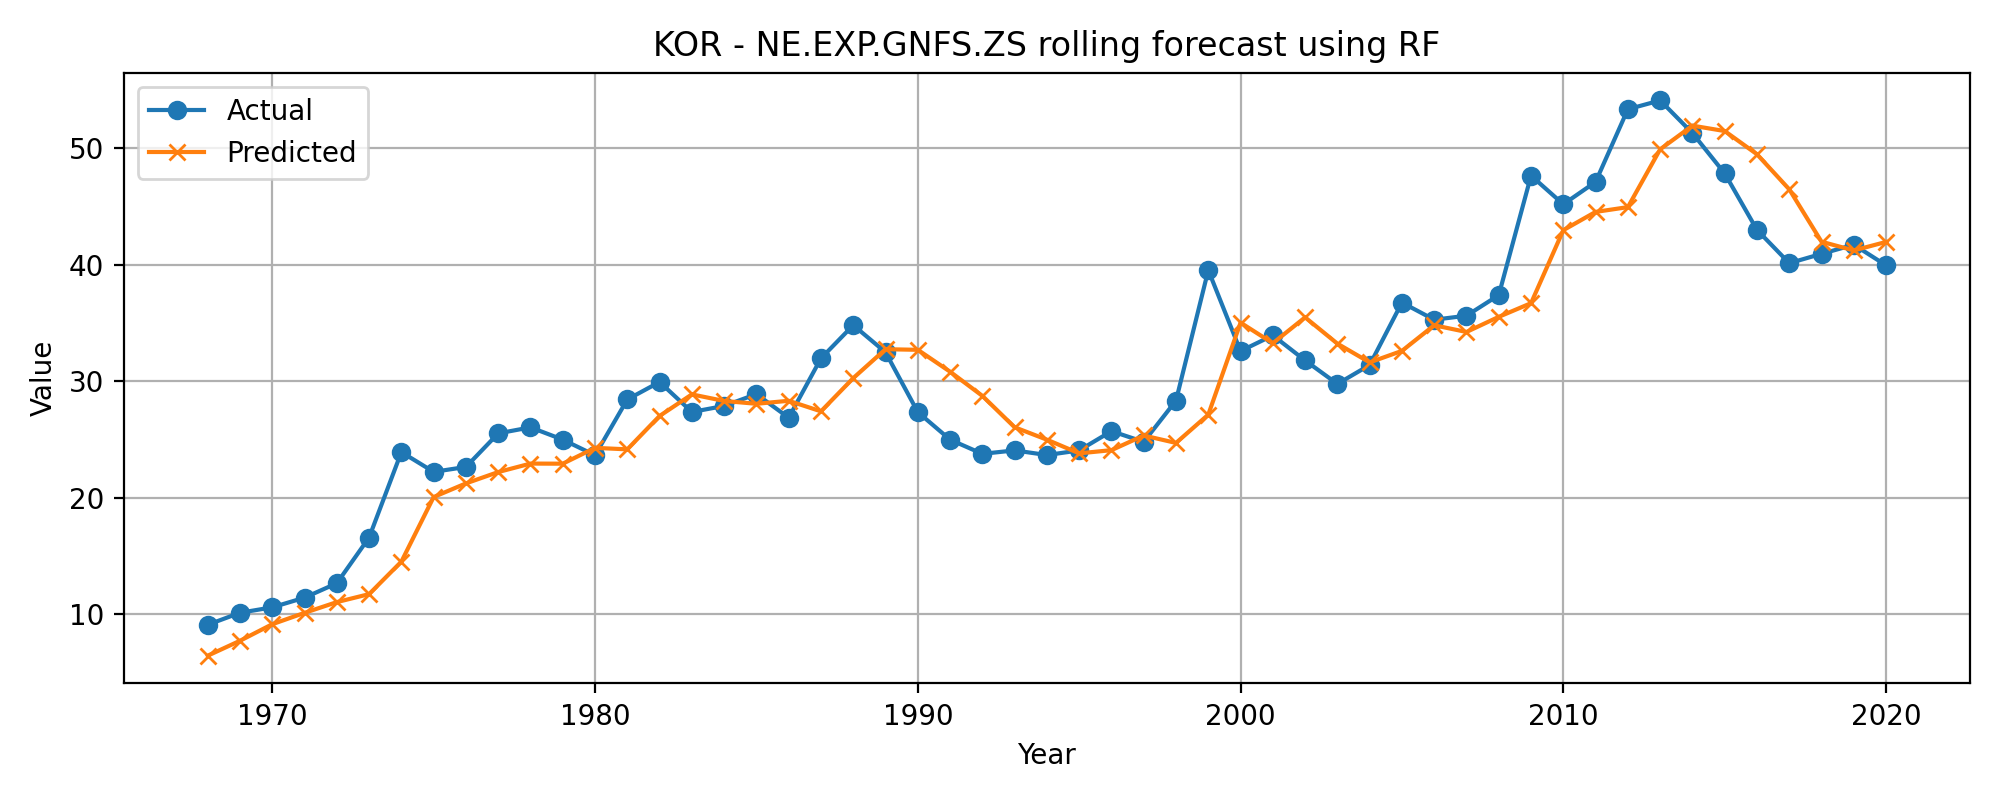 KOR - NE.EXP.GNFS.ZS rolling forecast using RF
Actual
Predicted
Value
50
40
30
20
10
1970 1980 1990 2000 2010 2020
Year